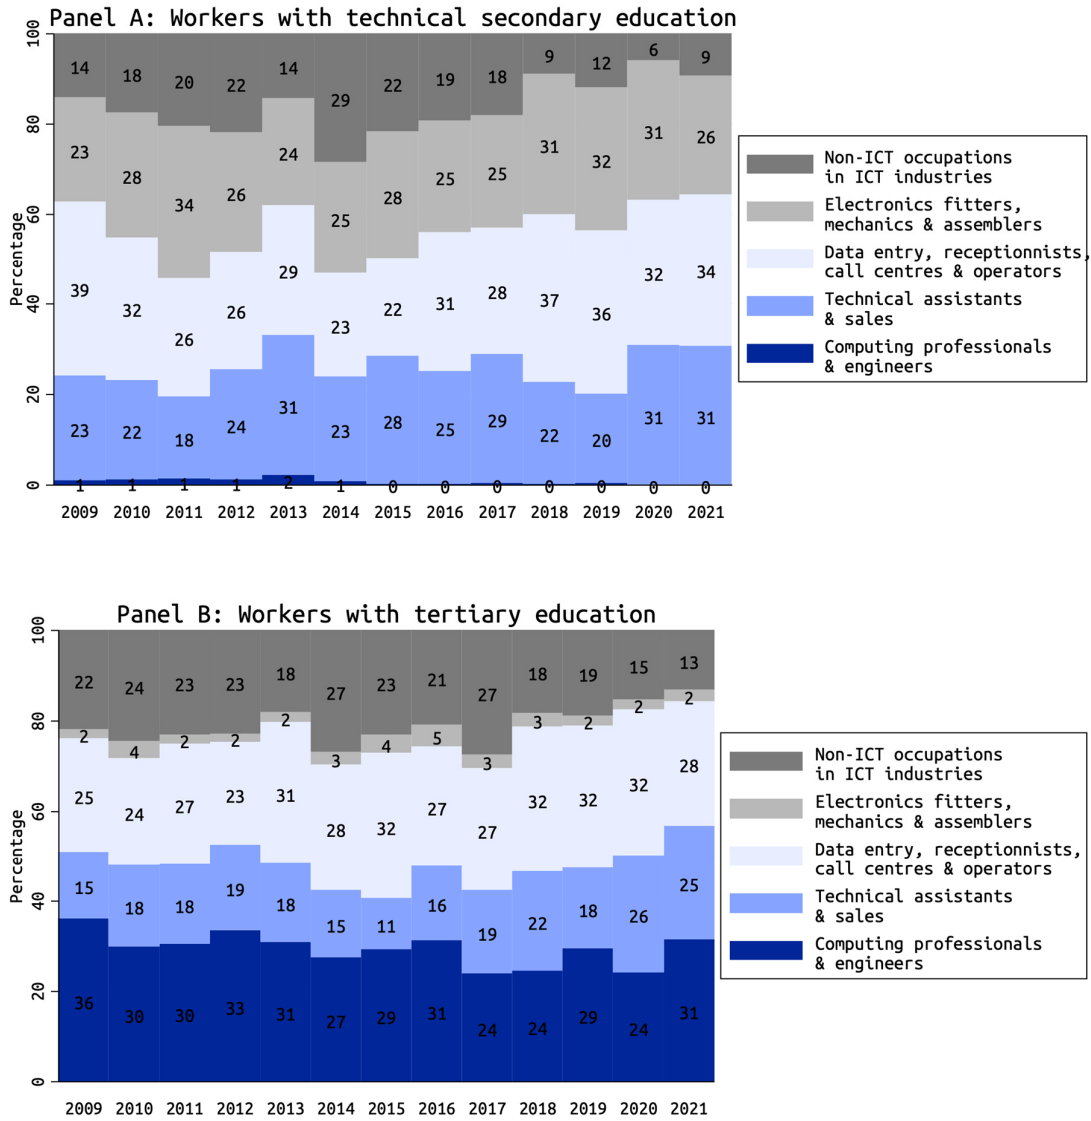 Panel A: Workers with technical secondary education
Percentage
100
80
60
40
20
0
14 18 20 22 14 29 22 19 18 9 12 6 9
23 28 34 26 24 25 28 25 25 31 32 31 26
39 32 26 26 29 23 22 31 28 37 36 32 34
23 22 18 24 31 23 28 25 29 22 20 31 31
1 1 1 1 2 1 0 0 0 0 0 0 0
2009 2010 2011 2012 2013 2014 2015 2016 2017 2018 2019 2020 2021
Non-ICT occupations
in ICT industries
Electronics fitters,
mechanics & assemblers
Data entry, receptionnists,
call centres & operators
Technical assistants
& sales
Computing professionals
& engineers
Panel B: Workers with tertiary education
Percentage
100
80
60
40
20
0
22 24 23 23 18 27 23 21 27 18 19 15 13
2 4 2 2 2 3 4 5 3 3 2 2 2
25 24 27 23 31 28 32 27 27 32 32 32 28
15 18 18 19 18 15 11 16 19 22 18 26 25
36 30 30 33 31 27 29 31 24 24 29 24 31
2009 2010 2011 2012 2013 2014 2015 2016 2017 2018 2019 2020 2021
Non-ICT occupations
in ICT industries
Electronics fitters,
mechanics & assemblers
Data entry, receptionnists,
call centres & operators
Technical assistants
& sales
Computing professionals
& engineers